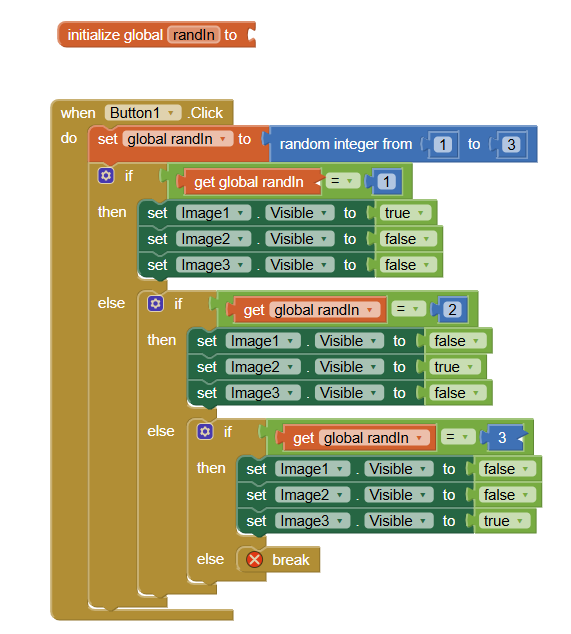 initialize global randIn to
when Button1 .Click
do set global randIn to random integer from 1 to 3
if get global randIn = 1
then set Image1 . Visible to true
set Image2 . Visible to false
set Image3 . Visible to false
else if get global randIn = 2
then set Image1 . Visible to false
set Image2 . Visible to true
set Image3 . Visible to false
else if get global randIn = 3
then set Image1 . Visible to false
set Image2 . Visible to false
set Image3 . Visible to true
else break